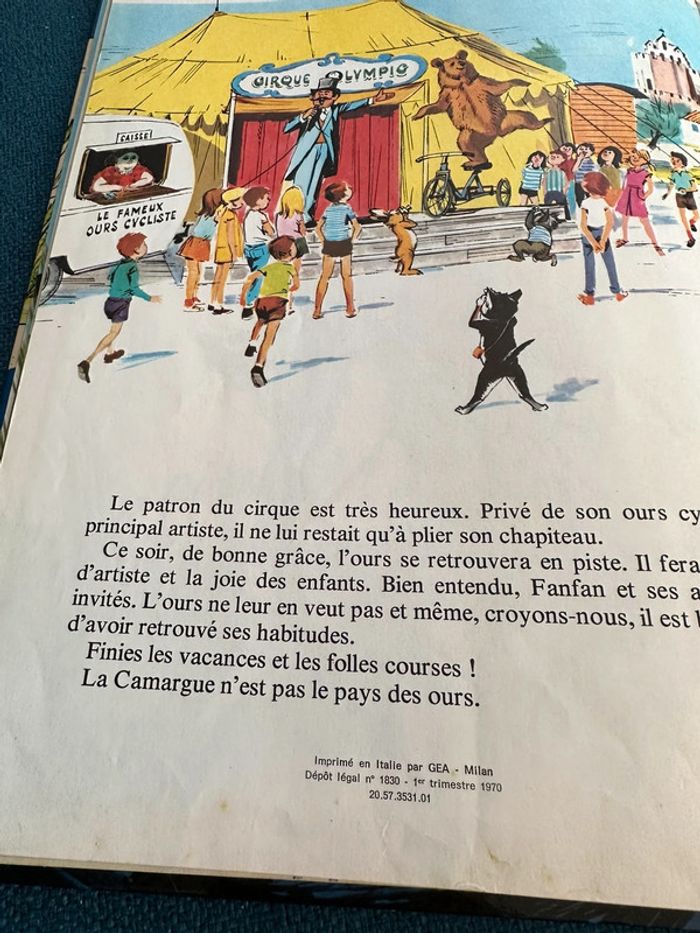 CIRQUE OLYMPIC
CAISSE
LE FAMEUX
OURS CYCLISTE
Le patron du cirque est très heureux. Privé de son ours cy
principal artiste, il ne lui restait qu’à plier son chapiteau.
Ce soir, de bonne grâce, l’ours se retrouvera en piste. Il fera
d’artiste et la joie des enfants. Bien entendu, Fanfan et ses a
invités. L’ours ne leur en veut pas et même, croyons-nous, il est
d’avoir retrouvé ses habitudes.
Finies les vacances et les folles courses !
La Camargue n’est pas le pays des ours.
Imprimé en Italie par GEA - Milan
Dépôt légal n° 1830 - 1er trimestre 1970
20.57.3531.01